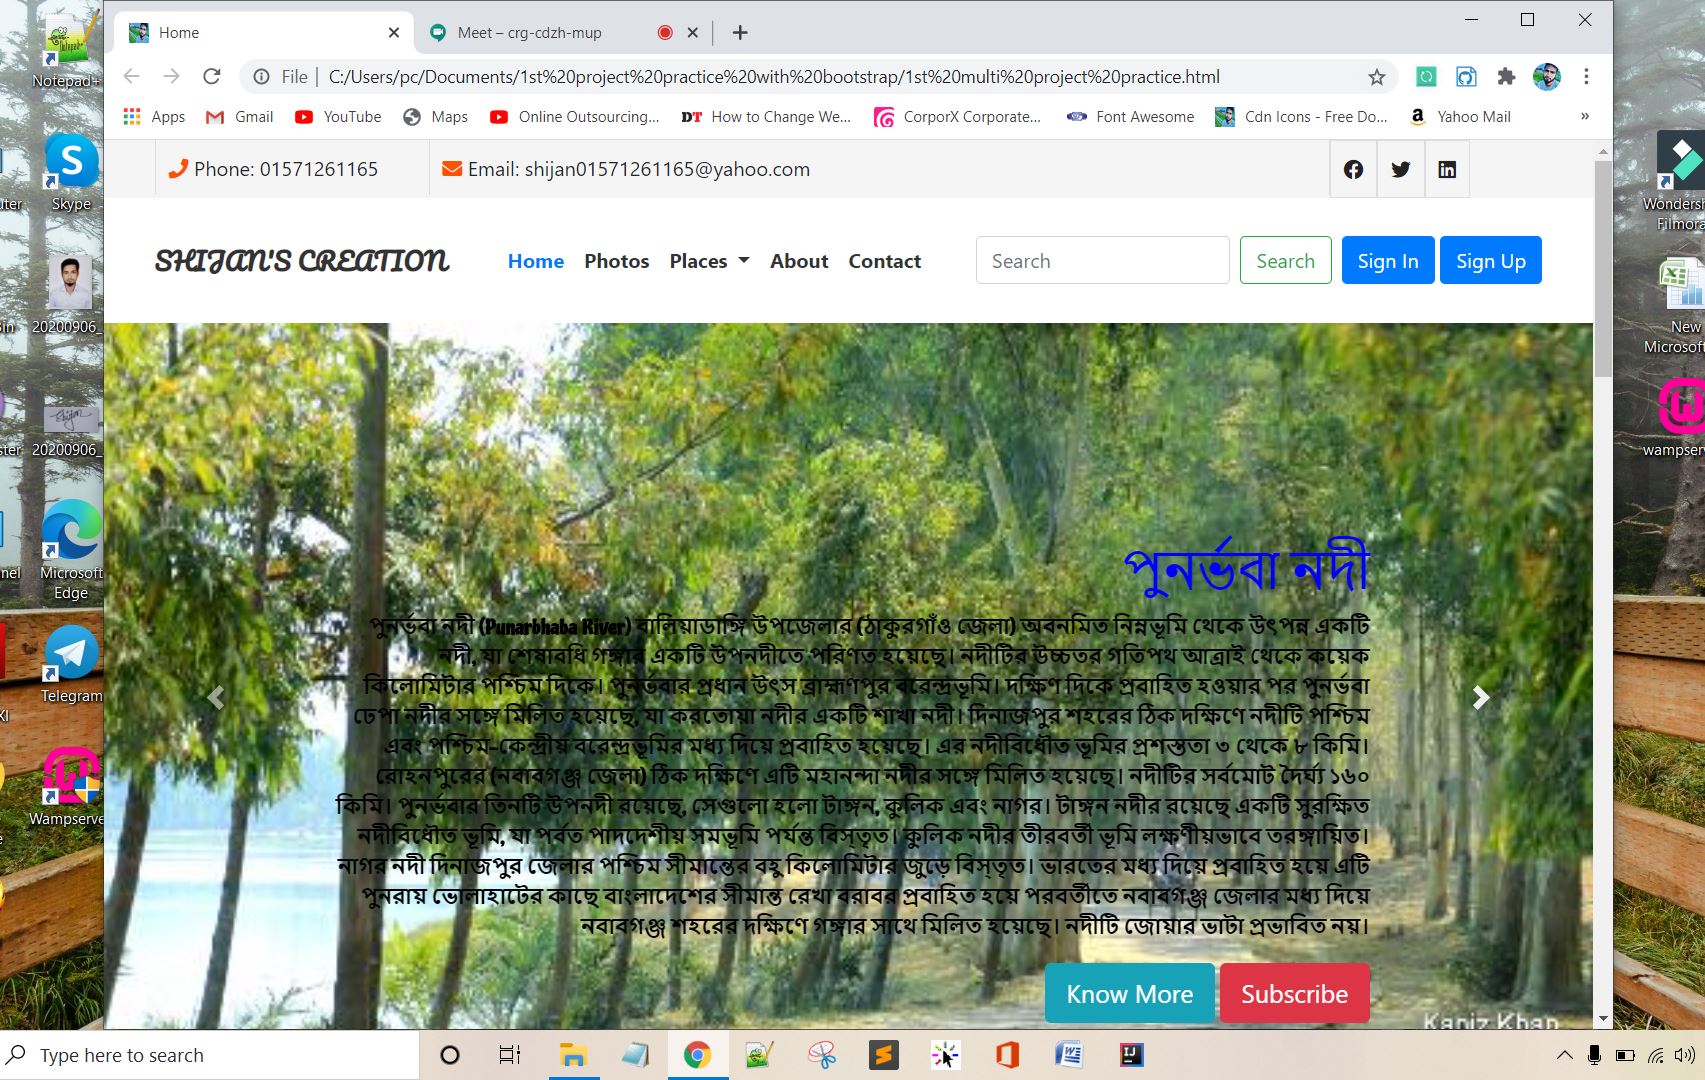 Home
Meet – crg-cdzh-mup
File
C:/Users/pc/Documents/1st%20project%20practice%20with%20bootstrap/1st%20multi%20project%20practice.html
Apps
Gmail
YouTube
Maps
Online Outsourcing...
DT
How to Change We...
CorporX Corporate...
Font Awesome
Cdn Icons - Free Do...
Yahoo Mail
»
Phone: 01571261165
Email: shijan01571261165@yahoo.com
SHIJAN'S CREATION
Home
Photos
Places
About
Contact
Search
Search
Sign In
Sign Up
পুনর্ভবা নদী
পুনর্ভবা নদী (Punarbhaba River) বালিয়াডাঙ্গি উপজেলার (ঠাকুরগাঁও জেলা) অবনমিত নিম্নভূমি থেকে উৎপন্ন একটি
নদী, যা শেষাবধি গঙ্গার একটি উপনদীতে পরিণত হয়েছে। নদীটির উচ্চতর গতিপথ আত্রাই থেকে কয়েক
কিলোমিটার পশ্চিম দিকে। পুনর্ভবার প্রধান উৎস ব্রাহ্মণপুর বরেন্দ্রভূমি। দক্ষিণ দিকে প্রবাহিত হওয়ার পর পুনর্ভবা
ঢেপা নদীর সঙ্গে মিলিত হয়েছে, যা করতোয়া নদীর একটি শাখা নদী। দিনাজপুর শহরের ঠিক দক্ষিণে নদীটি পশ্চিম
এবং পশ্চিম-কেন্দ্রীয় বরেন্দ্রভূমির মধ্য দিয়ে প্রবাহিত হয়েছে। এর নদীবিধৌত ভূমির প্রশস্ততা ৩ থেকে ৮ কিমি।
রোহনপুরের (নবাবগঞ্জ জেলা) ঠিক দক্ষিণে এটি মহানন্দা নদীর সঙ্গে মিলিত হয়েছে। নদীটির সর্বমোট দৈর্ঘ্য ১৬০
কিমি। পুনর্ভবার তিনটি উপনদী রয়েছে, সেগুলো হলো টাঙ্গন, কুলিক এবং নাগর। টাঙ্গন নদীর রয়েছে একটি সুরক্ষিত
নদীবিধৌত ভূমি, যা পর্বত পাদদেশীয় সমভূমি পর্যন্ত বিস্তৃত। কুলিক নদীর তীরবর্তী ভূমি লক্ষণীয়ভাবে তরঙ্গায়িত।
নাগর নদী দিনাজপুর জেলার পশ্চিম সীমান্তের বহু কিলোমিটার জুড়ে বিস্তৃত। ভারতের মধ্য দিয়ে প্রবাহিত হয়ে এটি
পুনরায় ভোলাহাটের কাছে বাংলাদেশের সীমান্ত রেখা বরাবর প্রবাহিত হয়ে পরবর্তীতে নবাবগঞ্জ জেলার মধ্য দিয়ে
নবাবগঞ্জ শহরের দক্ষিণে গঙ্গার সাথে মিলিত হয়েছে। নদীটি জোয়ার ভাটা প্রভাবিত নয়।
Know More
Subscribe
Kaniz Khan
Notepad+
Skype
20200906_
20200906_
Microsoft
Edge
Telegram
Wampserve
Wondersh
Filmora
New
Microsoft
wampserv
Type here to search